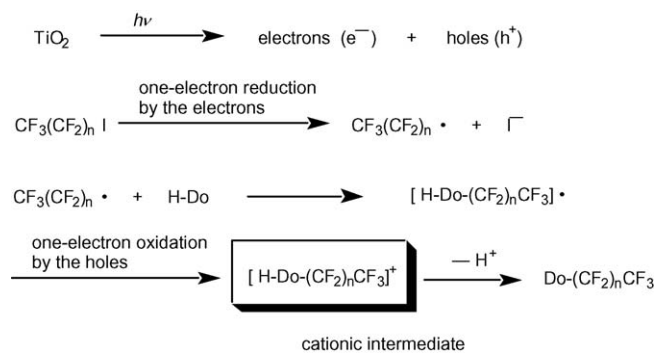 hν
TiO₂ electrons (e⁻) + holes (h⁺)
one-electron reduction
by the electrons
CF₃(CF₂)ₙ I CF₃(CF₂)ₙ • + I⁻
CF₃(CF₂)ₙ • + H-Do [ H-Do-(CF₂)ₙCF₃] •
one-electron oxidation
by the holes
[ H-Do-(CF₂)ₙCF₃]⁺ — H⁺ Do-(CF₂)ₙCF₃
cationic intermediate